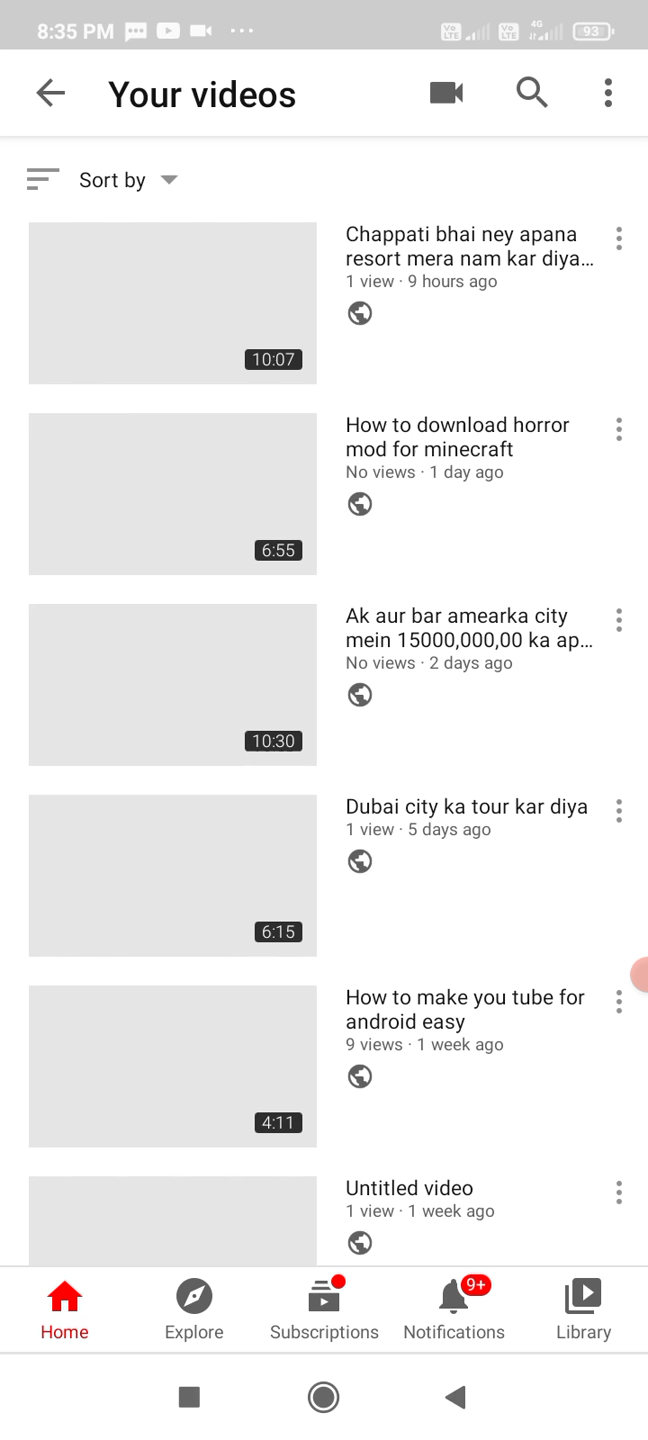 8:35 PM
Vo LTE Vo LTE 4G 93
Your videos
Sort by
Chappati bhai ney apana
resort mera nam kar diya...
1 view · 9 hours ago
10:07
How to download horror
mod for minecraft
No views · 1 day ago
6:55
Ak aur bar amearka city
mein 15000,000,00 ka ap...
No views · 2 days ago
10:30
Dubai city ka tour kar diya
1 view · 5 days ago
6:15
How to make you tube for
android easy
9 views · 1 week ago
4:11
Untitled video
1 view · 1 week ago
9+
Home Explore Subscriptions Notifications Library